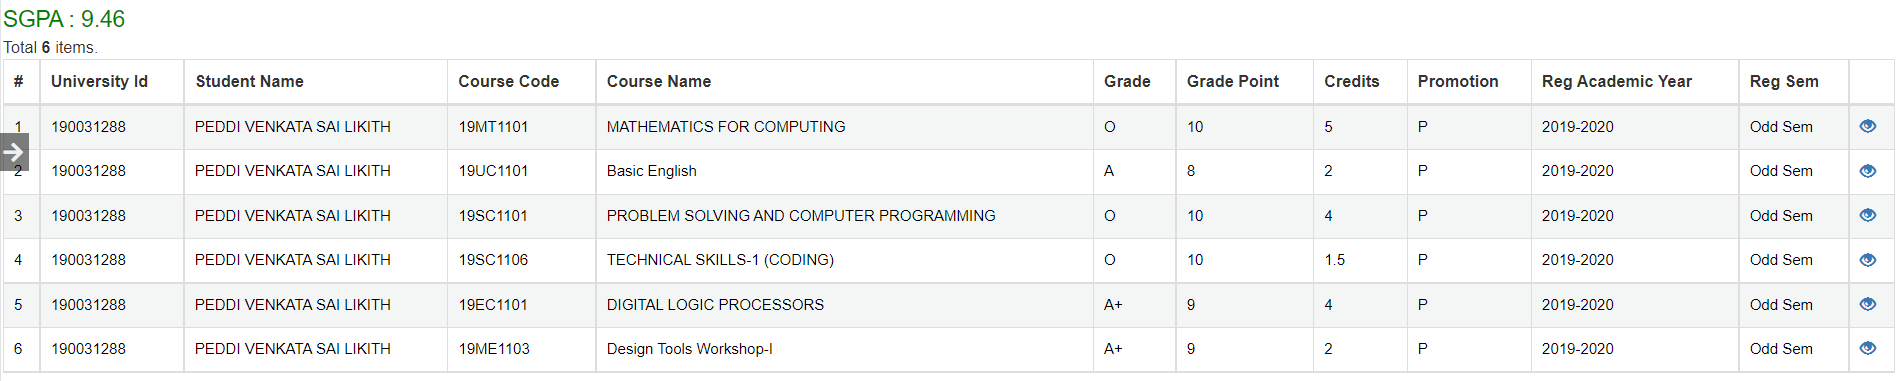 SGPA : 9.46
Total 6 items.
# University Id Student Name Course Code Course Name Grade Grade Point Credits Promotion Reg Academic Year Reg Sem
1 190031288 PEDDI VENKATA SAI LIKITH 19MT1101 MATHEMATICS FOR COMPUTING O 10 5 P 2019-2020 Odd Sem
2 190031288 PEDDI VENKATA SAI LIKITH 19UC1101 Basic English A 8 2 P 2019-2020 Odd Sem
3 190031288 PEDDI VENKATA SAI LIKITH 19SC1101 PROBLEM SOLVING AND COMPUTER PROGRAMMING O 10 4 P 2019-2020 Odd Sem
4 190031288 PEDDI VENKATA SAI LIKITH 19SC1106 TECHNICAL SKILLS-1 (CODING) O 10 1.5 P 2019-2020 Odd Sem
5 190031288 PEDDI VENKATA SAI LIKITH 19EC1101 DIGITAL LOGIC PROCESSORS A+ 9 4 P 2019-2020 Odd Sem
6 190031288 PEDDI VENKATA SAI LIKITH 19ME1103 Design Tools Workshop-I A+ 9 2 P 2019-2020 Odd Sem